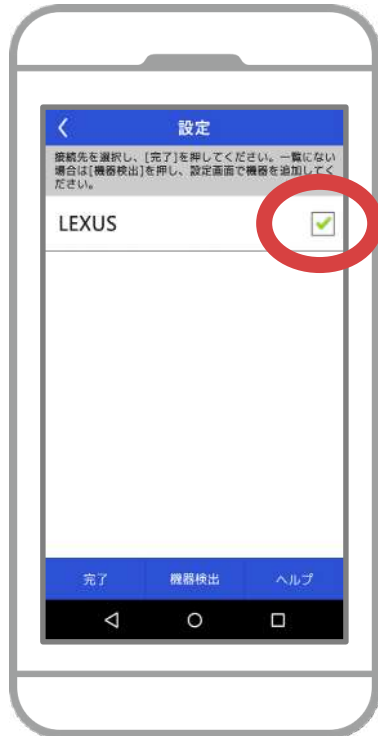 設定
接続先を選択し、[完了]を押してください。一覧にない
場合は[機器検出]を押し、設定画面で機器を追加してく
ださい。
LEXUS
完了 機器検出 ヘルプ